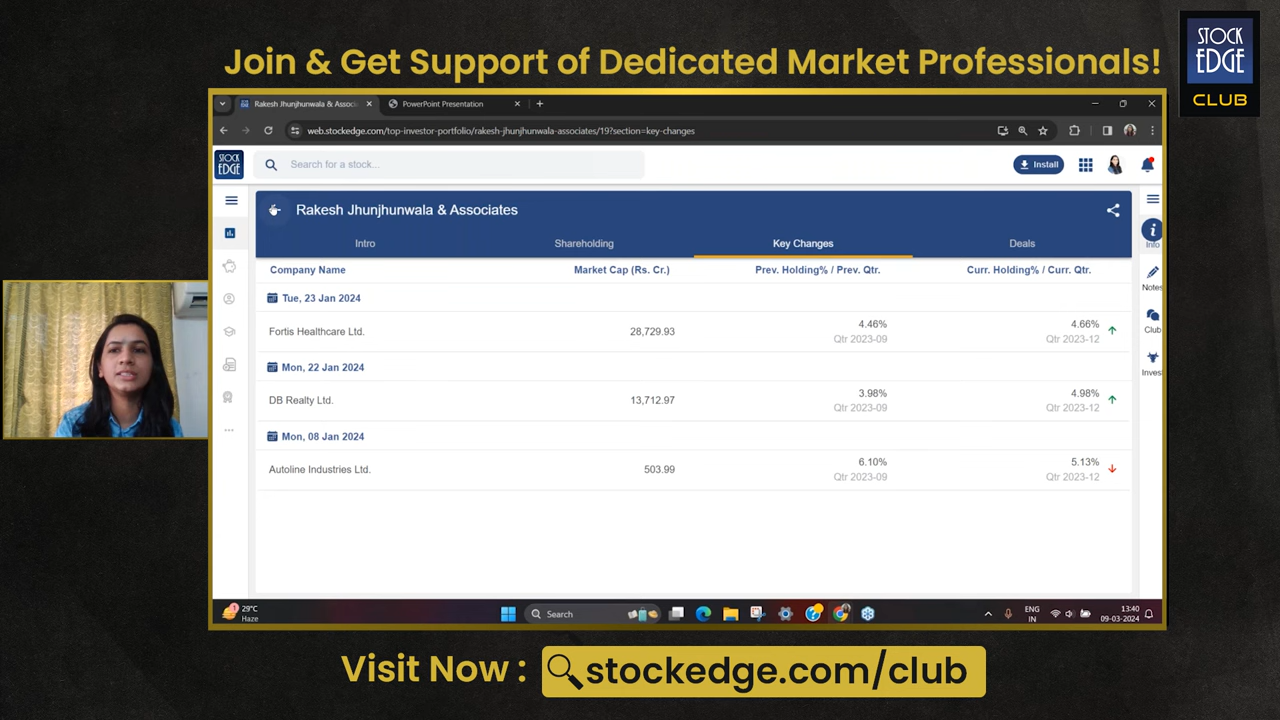 Join & Get Support of Dedicated Market Professionals!
STOCK
EDGE
CLUB
Rakesh Jhunjhunwala & Associa
PowerPoint Presentation
web.stockedge.com/top-investor-portfolio/rakesh-jhunjhunwala-associates/19?section=key-changes
STOCK
EDGE
Search for a stock...
Install
Rakesh Jhunjhunwala & Associates
Intro Shareholding Key Changes Deals
Info
Company Name Market Cap (Rs. Cr.) Prev. Holding% / Prev. Qtr. Curr. Holding% / Curr. Qtr.
Notes
Tue, 23 Jan 2024
Fortis Healthcare Ltd. 28,729.93 4.46% 4.66%
Qtr 2023-09 Qtr 2023-12
Club
Mon, 22 Jan 2024
Invest
DB Realty Ltd. 13,712.97 3.98% 4.98%
Qtr 2023-09 Qtr 2023-12
Mon, 08 Jan 2024
Autoline Industries Ltd. 503.99 6.10% 5.13%
Qtr 2023-09 Qtr 2023-12
29°C
Haze
Search
ENG
IN
13:40
09-03-2024
Visit Now : stockedge.com/club